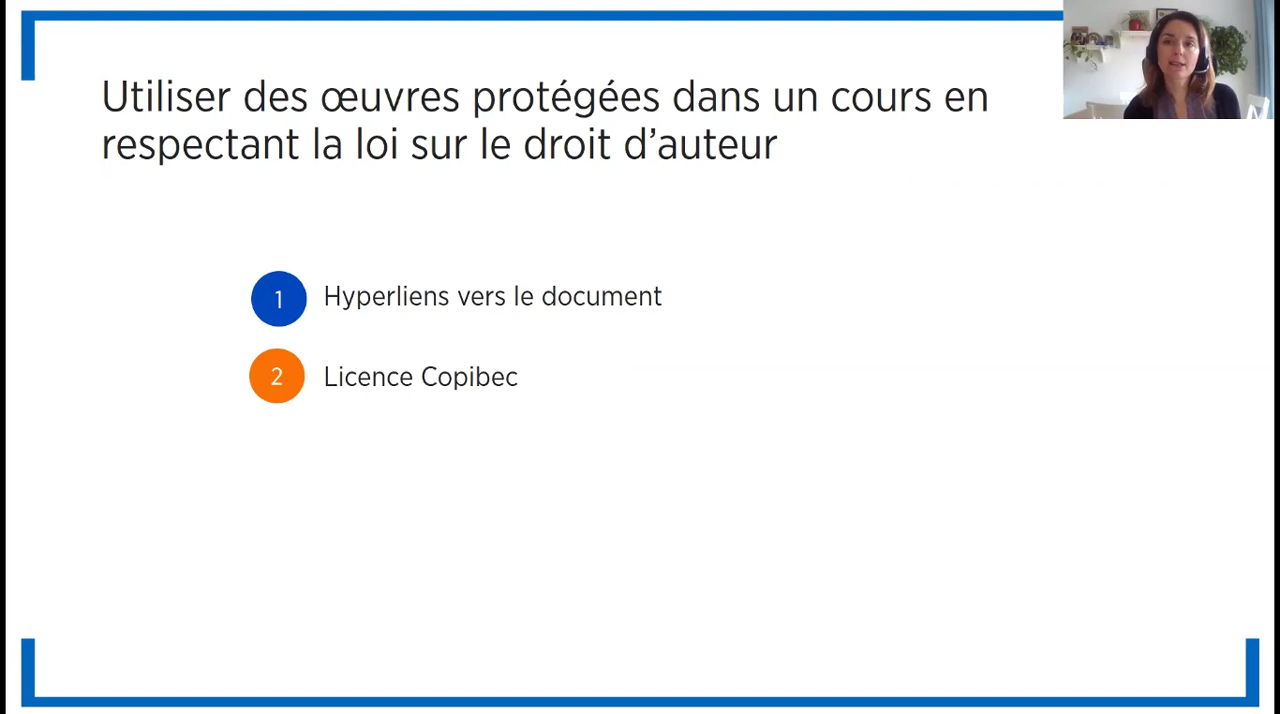 Utiliser des œuvres protégées dans un cours en
respectant la loi sur le droit d’auteur
1 Hyperliens vers le document
2 Licence Copibec